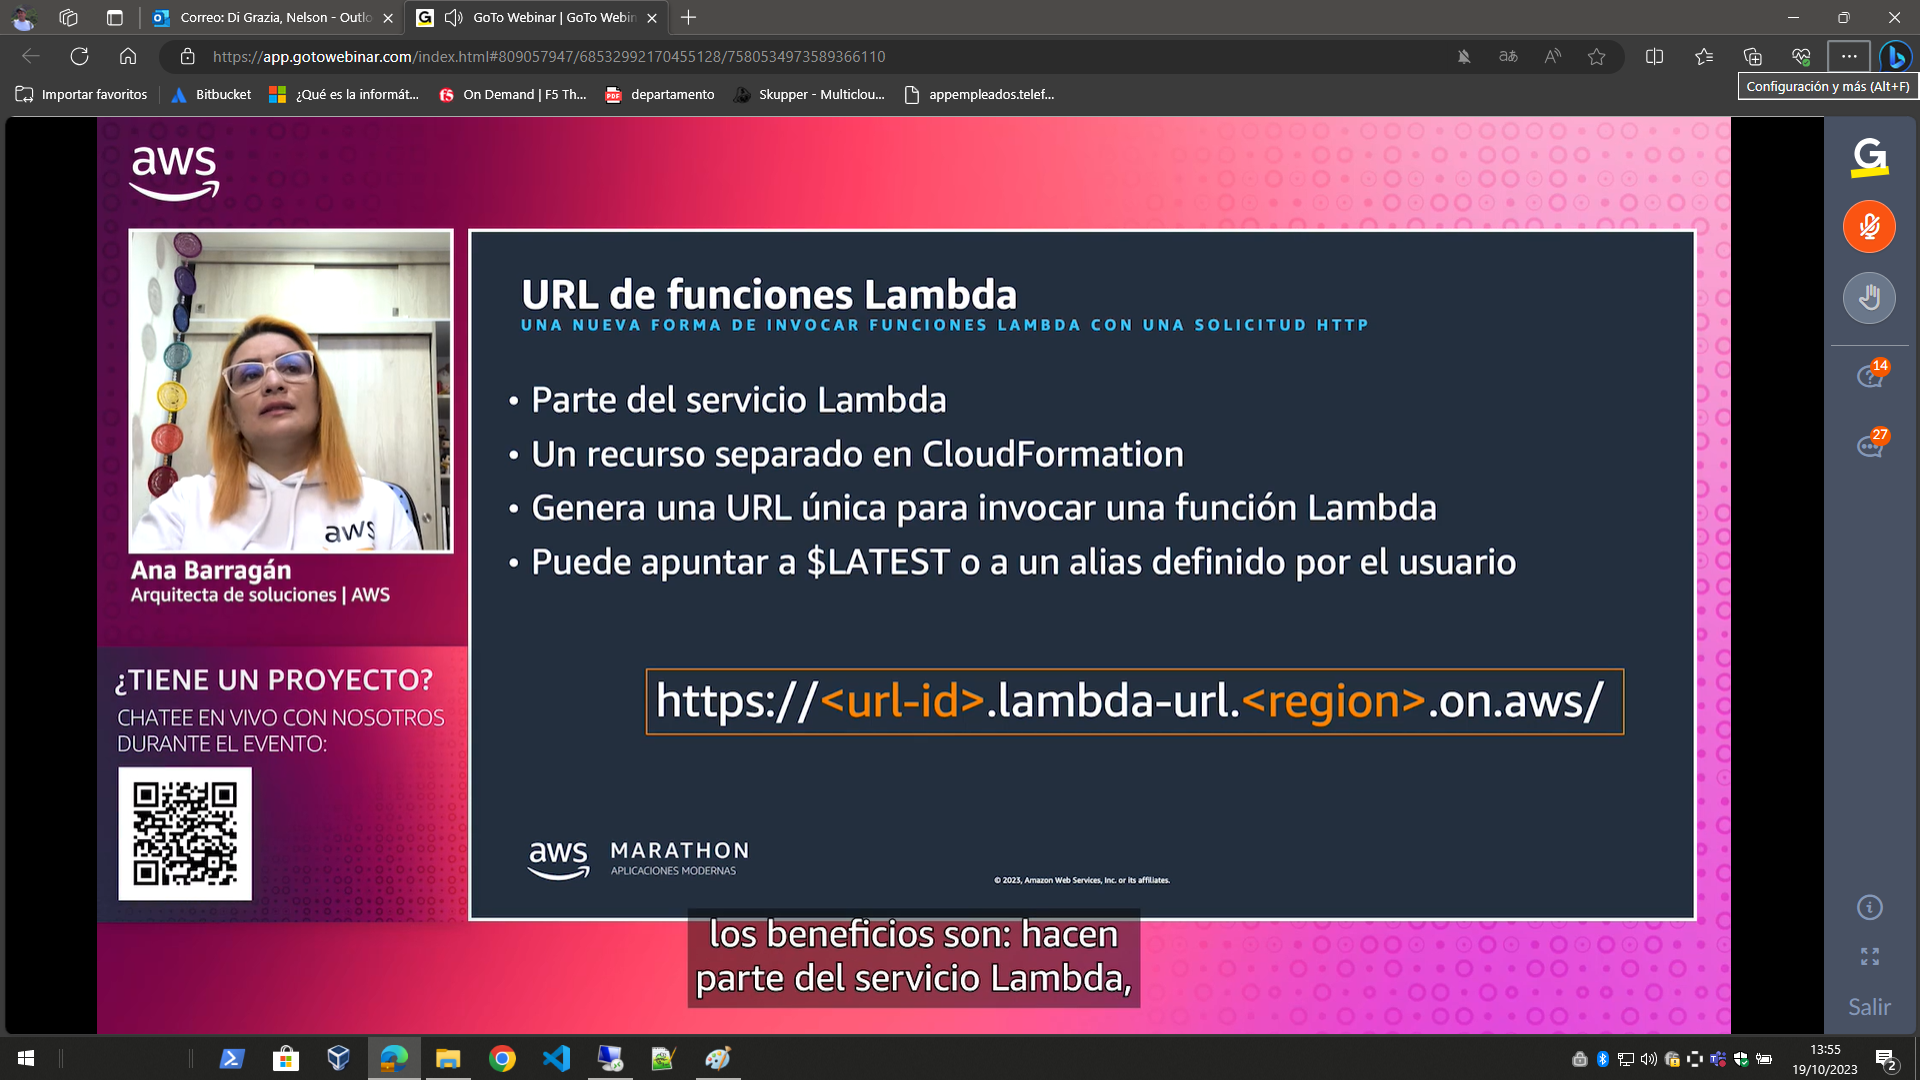 Correo: Di Grazia, Nelson - Outlo
GoTo Webinar | GoTo Webin
https://app.gotowebinar.com/index.html#809057947/68532992170455128/7580534973589366110
Importar favoritos
Bitbucket
¿Qué es la informát...
On Demand | F5 Th...
departamento
Skupper - Multiclou...
appempleados.telef...
Configuración y más (Alt+F)
aws
URL de funciones Lambda
UNA NUEVA FORMA DE INVOCAR FUNCIONES LAMBDA CON UNA SOLICITUD HTTP
• Parte del servicio Lambda
• Un recurso separado en CloudFormation
• Genera una URL única para invocar una función Lambda
• Puede apuntar a $LATEST o a un alias definido por el usuario
https://<url-id>.lambda-url.<region>.on.aws/
aws
Ana Barragán
Arquitecta de soluciones | AWS
¿TIENE UN PROYECTO?
CHATEE EN VIVO CON NOSOTROS
DURANTE EL EVENTO:
aws
MARATHON
APLICACIONES MODERNAS
© 2023, Amazon Web Services, Inc. or its affiliates.
los beneficios son: hacen
parte del servicio Lambda,
G
14
27
Salir
13:55
19/10/2023
2